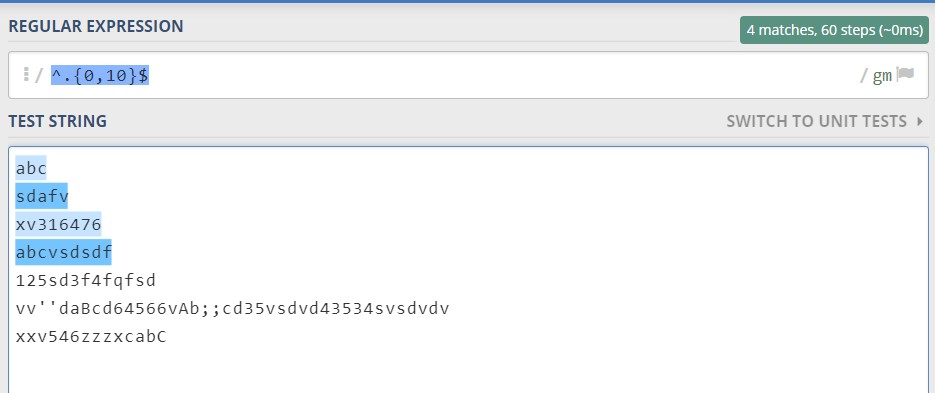 REGULAR EXPRESSION
4 matches, 60 steps (~0ms)
/ ^.{0,10}$ / gm
TEST STRING
SWITCH TO UNIT TESTS
abc
sdafv
xv316476
abcvsdsdf
125sd3f4fqfsd
vv''daBcd64566vAb;;cd35vsdvd43534svsdvdv
xxv546zzzxcabC